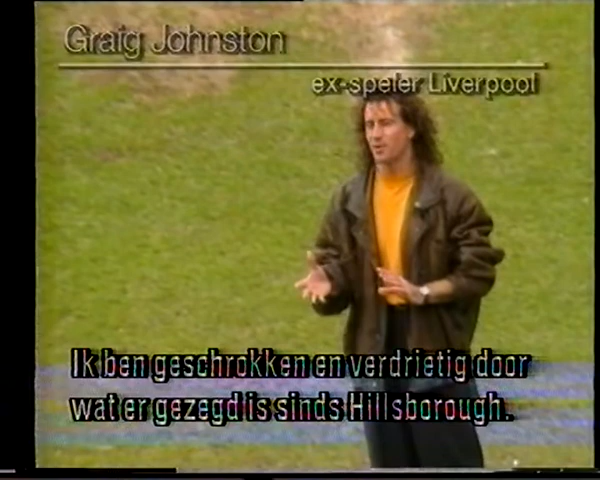 Graig Johnston
ex-speler Liverpool
Ik ben geschrokken en verdrietig door
wat er gezegd is sinds Hillsborough.